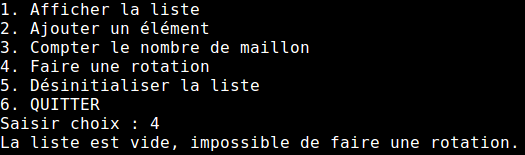 1. Afficher la liste
2. Ajouter un élément
3. Compter le nombre de maillon
4. Faire une rotation
5. Désinitialiser la liste
6. QUITTER
Saisir choix : 4
La liste est vide, impossible de faire une rotation.